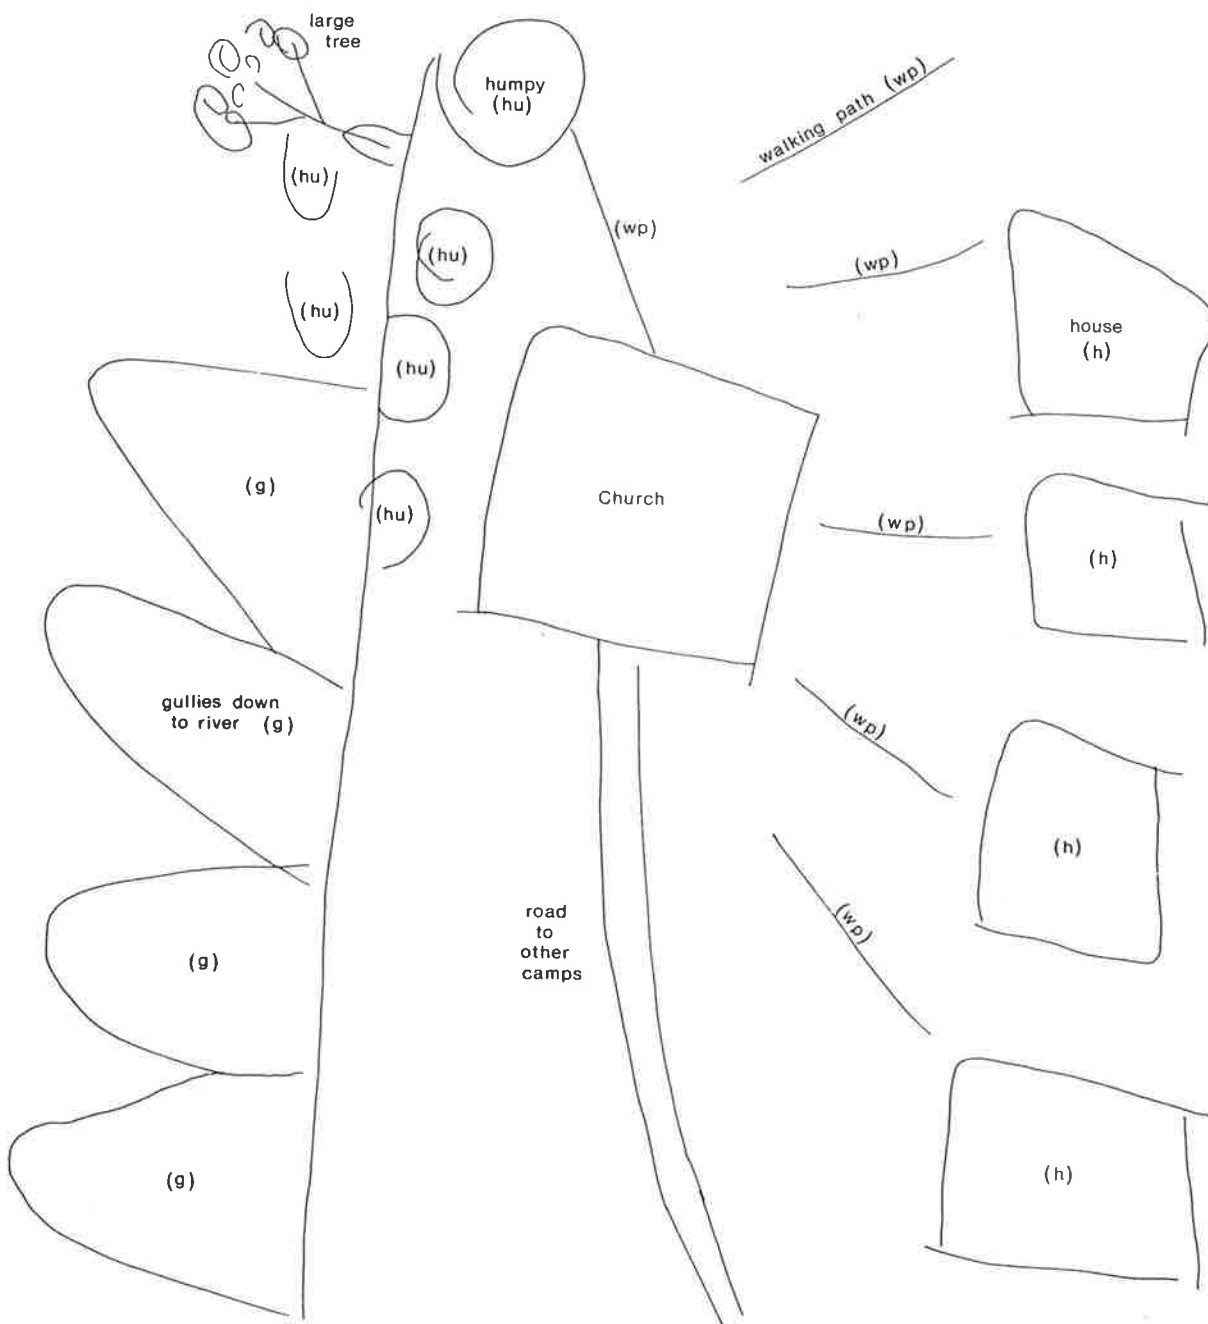 large
tree
humpy
(hu)
walking path (wp)
(hu)
(wp)
(hu)
(wp)
(hu)
house
(h)
(hu)
(g)
Church
(hu)
(wp)
(h)
gullies down
to river (g)
(wp)
(h)
road
to
other
camps
(wp)
(g)
(g)
(h)